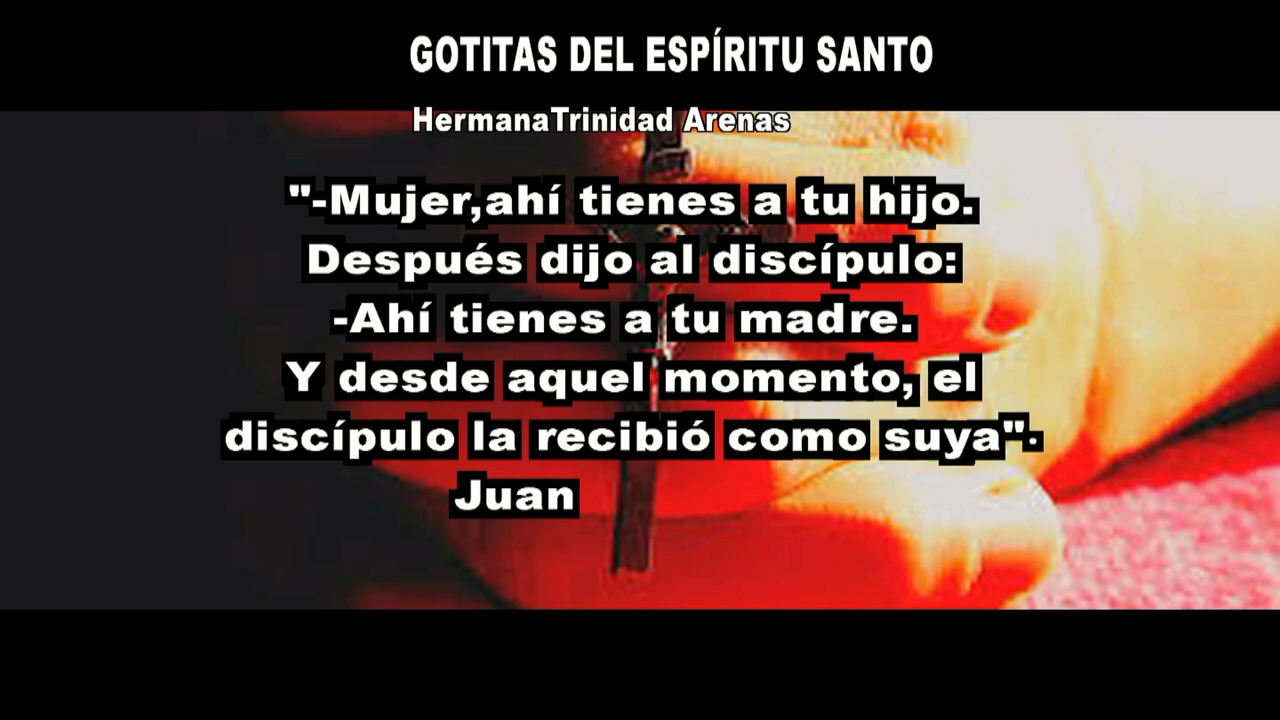 GOTITAS DEL ESPÍRITU SANTO
HermanaTrinidad Arenas
"-Mujer,ahí tienes a tu hijo.
Después dijo al discípulo:
-Ahí tienes a tu madre.
Y desde aquel momento, el
discípulo la recibió como suya".
Juan